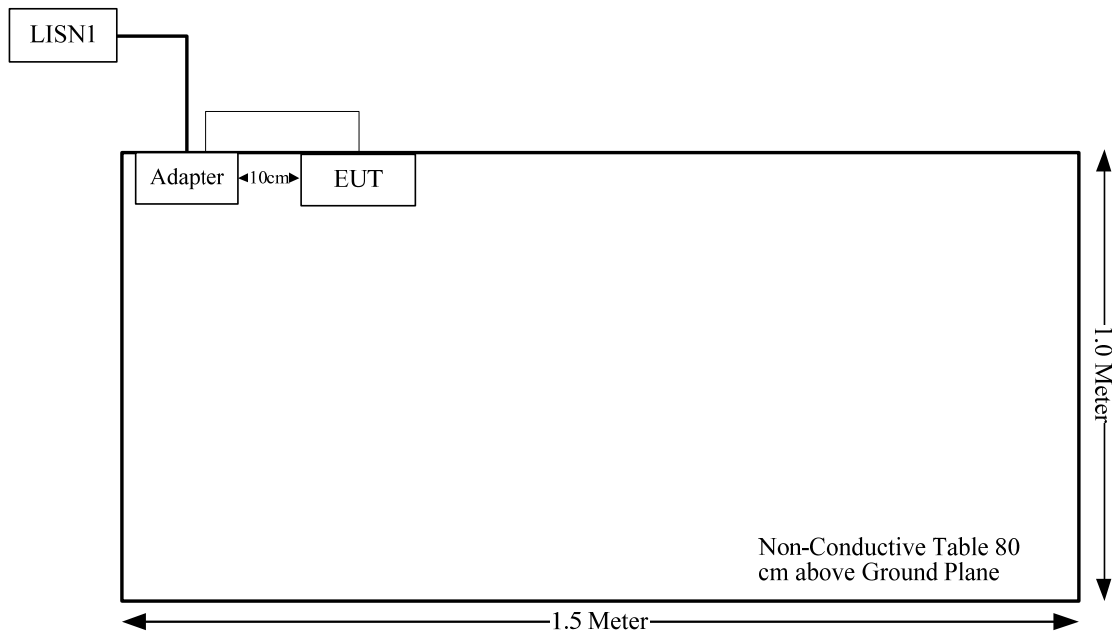 LISN1
Adapter
10cm
EUT
1.0 Meter
Non-Conductive Table 80
cm above Ground Plane
1.5 Meter